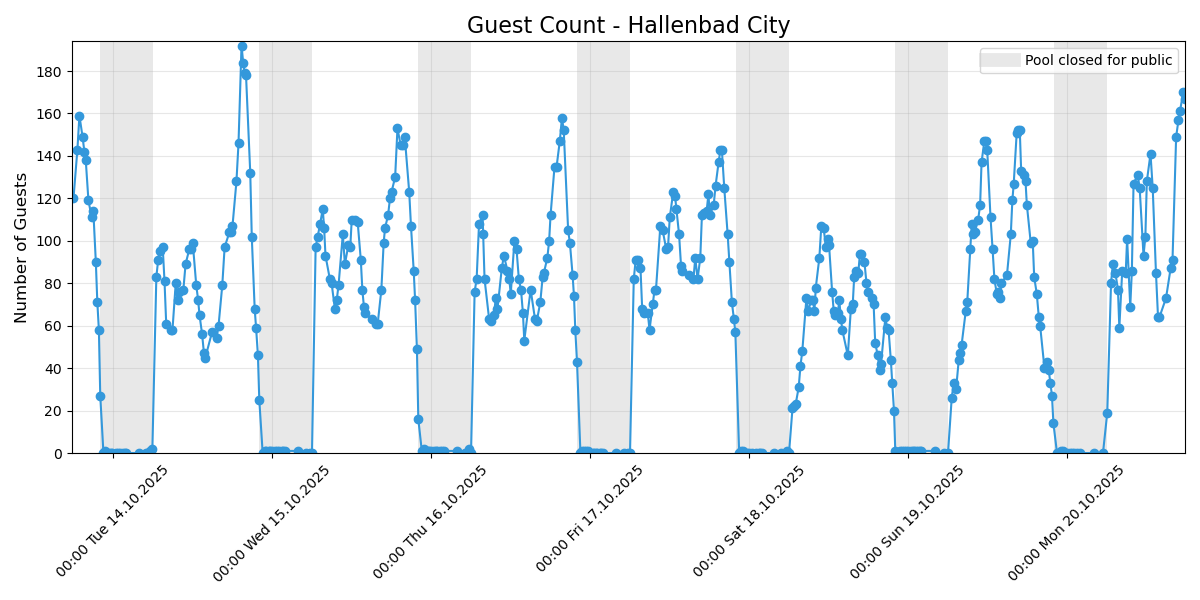 Guest Count - Hallenbad City
Pool closed for public
Number of Guests
180
160
140
120
100
80
60
40
20
0
00:00 Tue 14.10.2025
00:00 Wed 15.10.2025
00:00 Thu 16.10.2025
00:00 Fri 17.10.2025
00:00 Sat 18.10.2025
00:00 Sun 19.10.2025
00:00 Mon 20.10.2025